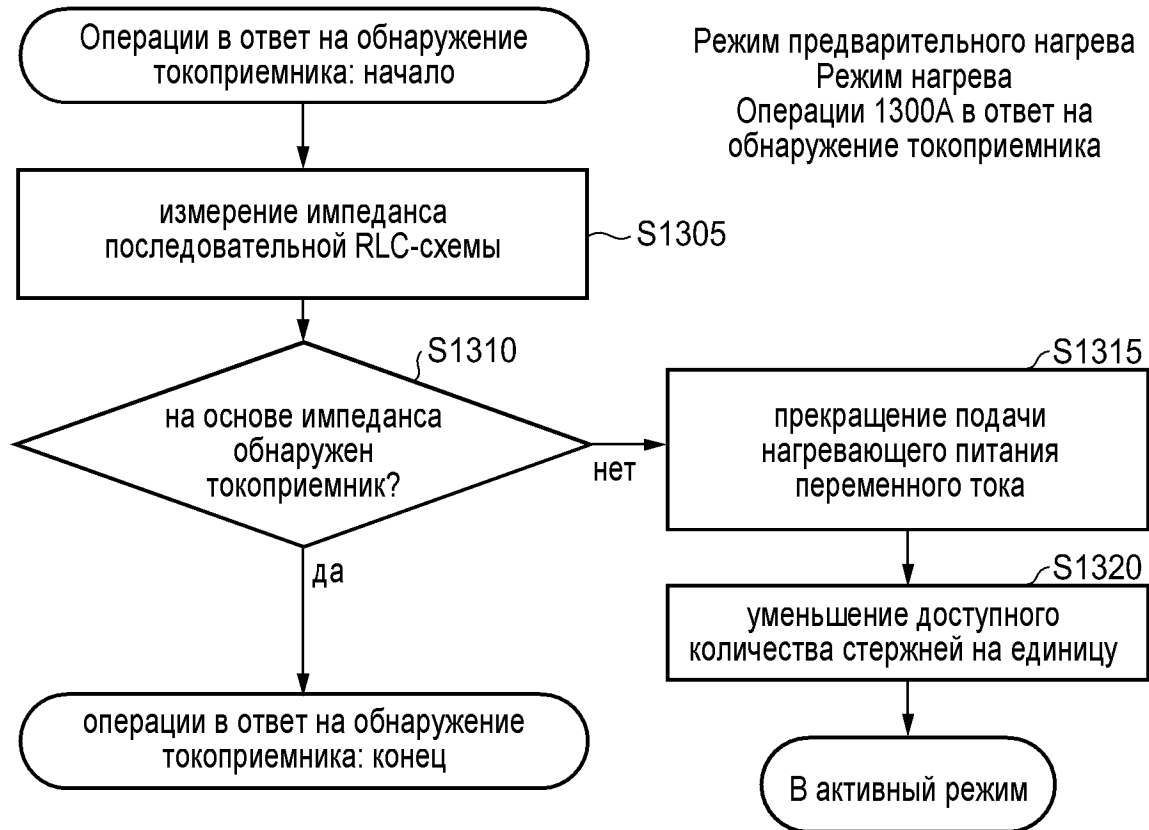 Операции в ответ на обнаружение
токоприемника: начало
Режим предварительного нагрева
Режим нагрева
Операции 1300A в ответ на
обнаружение токоприемника
измерение импеданса
последовательной RLC-схемы
S1305
S1310
на основе импеданса
обнаружен
токоприемник?
нет
да
S1315
прекращение подачи
нагревающего питания
переменного тока
S1320
уменьшение доступного
количества стержней на единицу
операции в ответ на обнаружение
токоприемника: конец
В активный режим